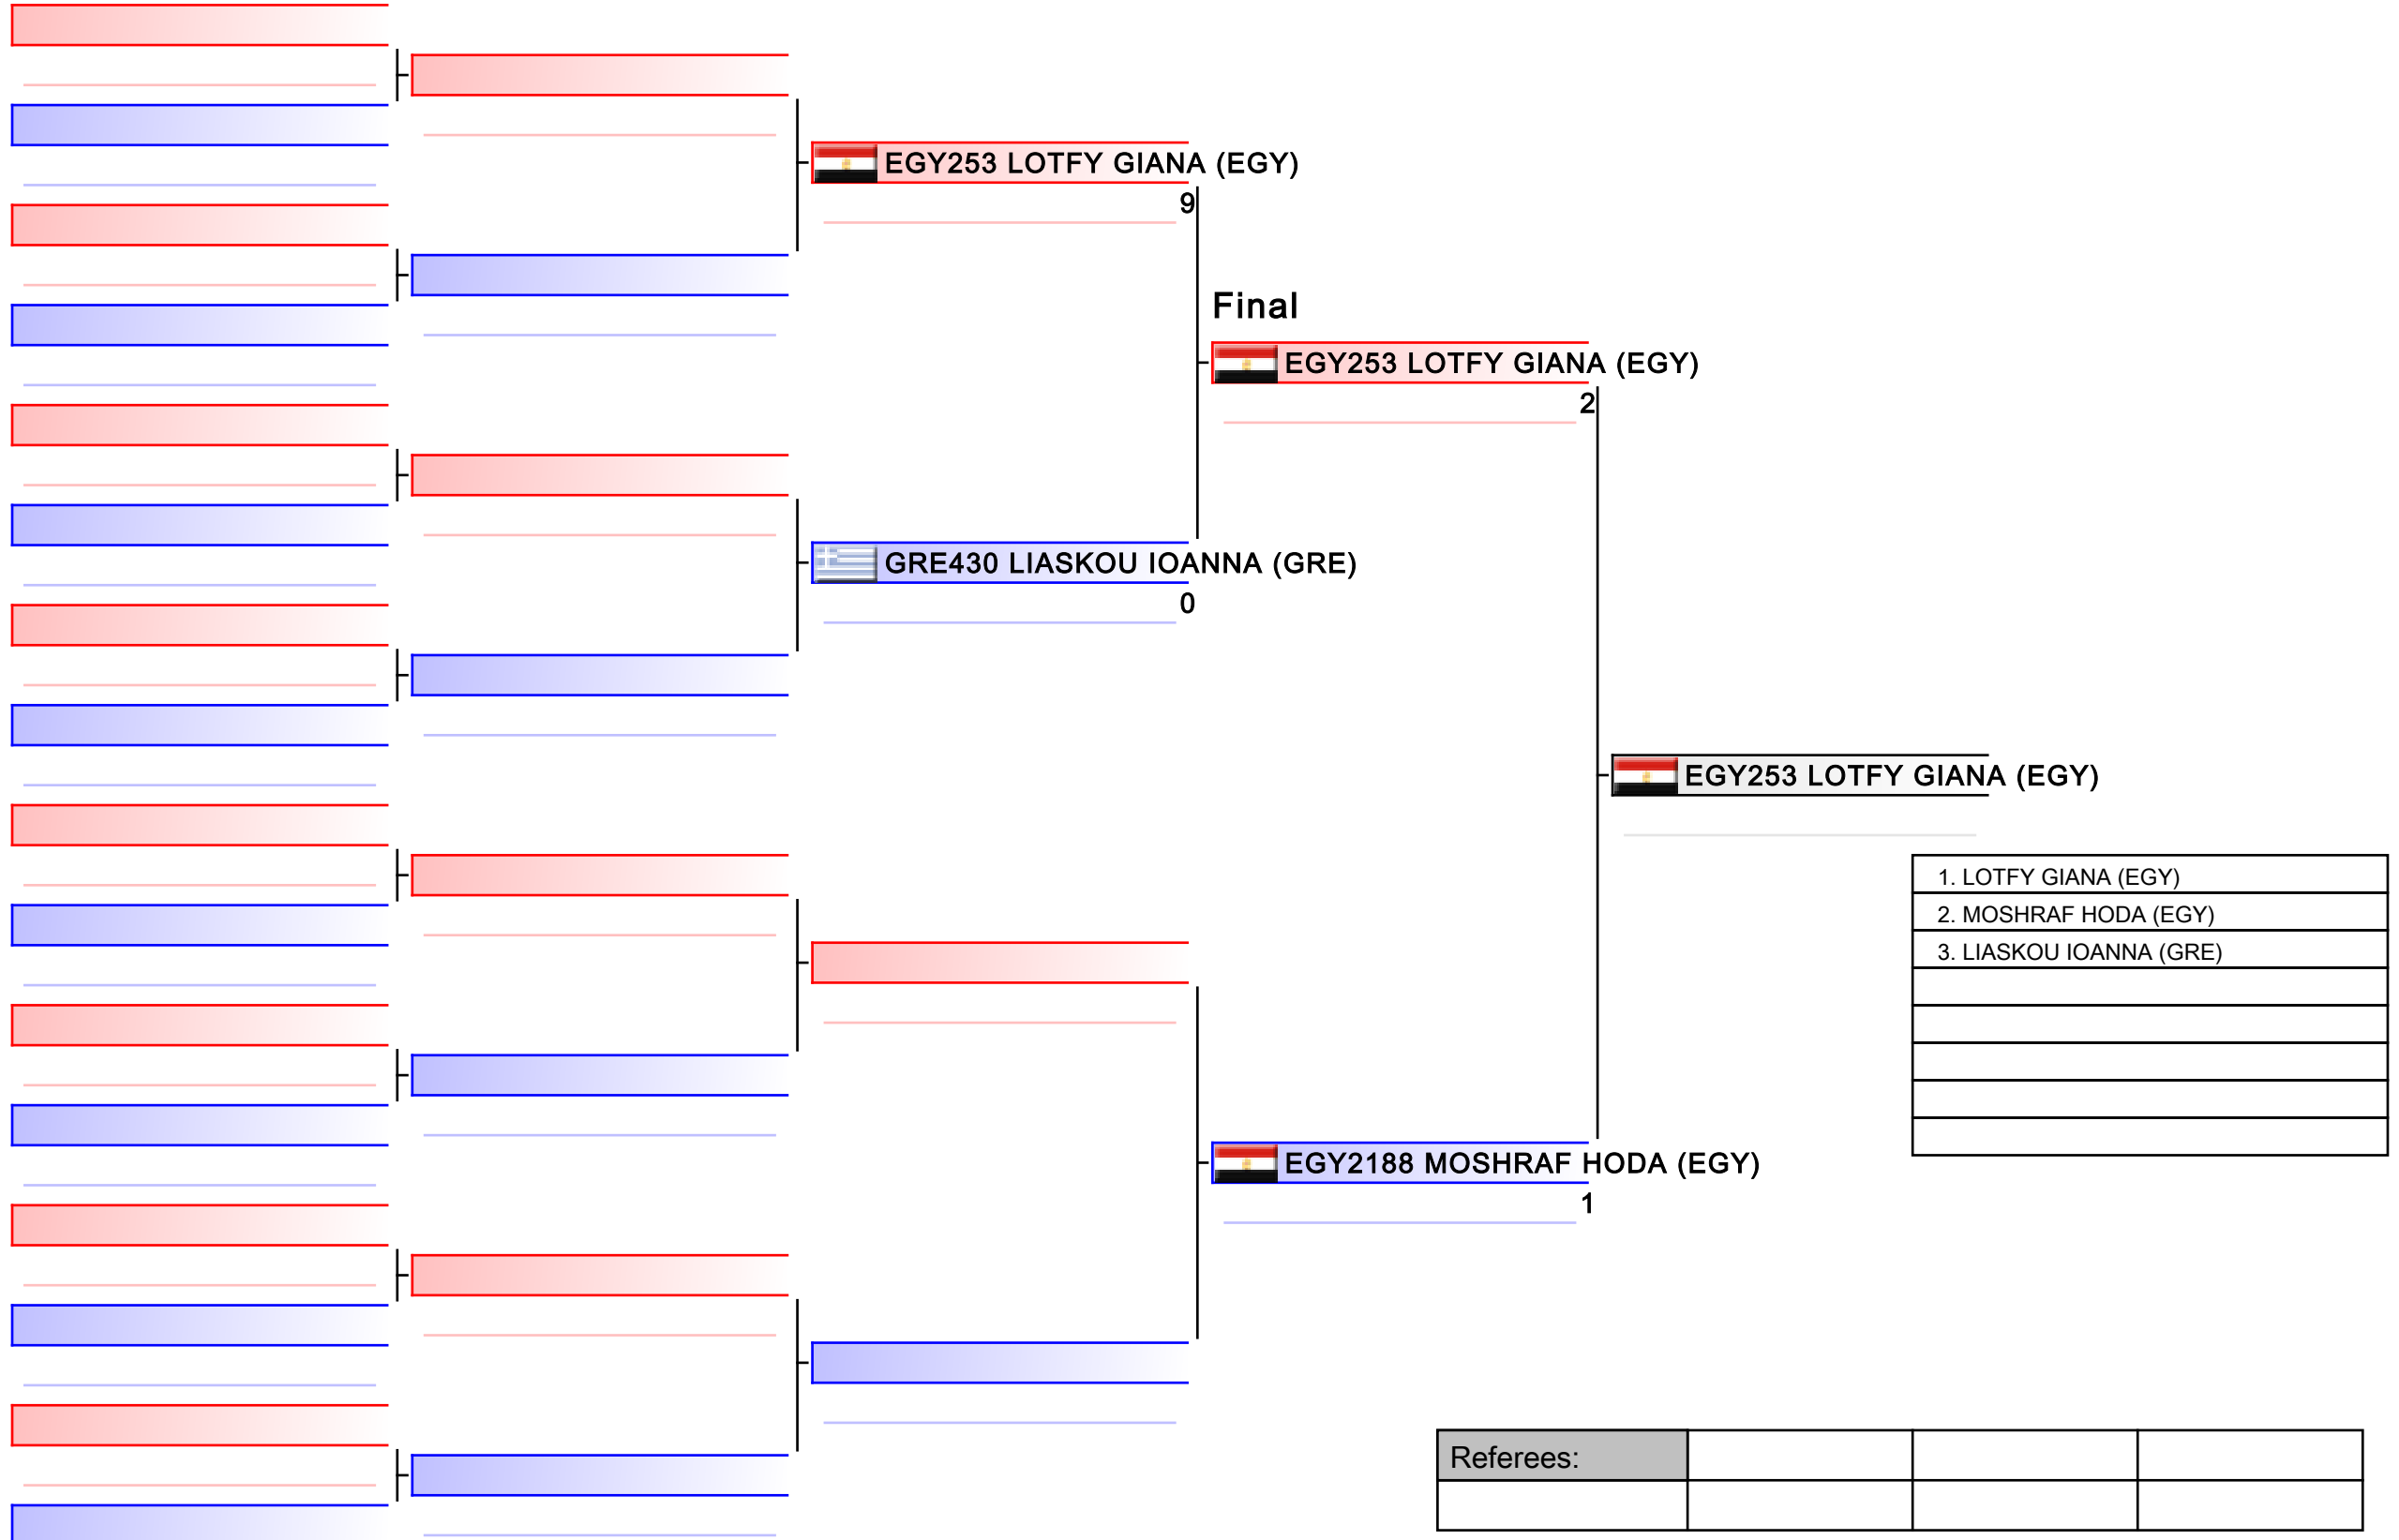 EGY253 LOTFY GIANA (EGY)
9
Final
EGY253 LOTFY GIANA (EGY)
2
GRE430 LIASKOU IOANNA (GRE)
0
EGY253 LOTFY GIANA (EGY)
1. LOTFY GIANA (EGY)
2. MOSHRAF HODA (EGY)
3. LIASKOU IOANNA (GRE)
EGY2188 MOSHRAF HODA (EGY)
1
Referees: